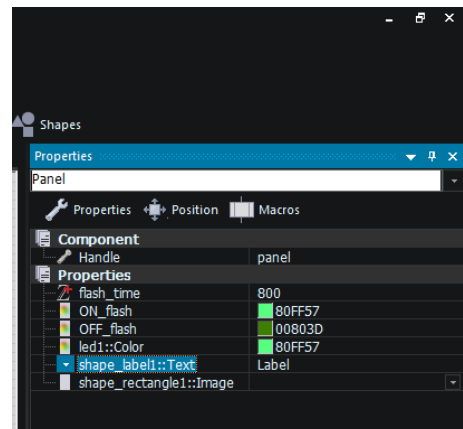 Shapes
Properties
Panel
Properties Position Macros
Component
Handle panel
Properties
flash_time 800
ON_flash 80FF57
OFF_flash 00803D
led1::Color 80FF57
shape_label1::Text Label
shape_rectangle1::Image